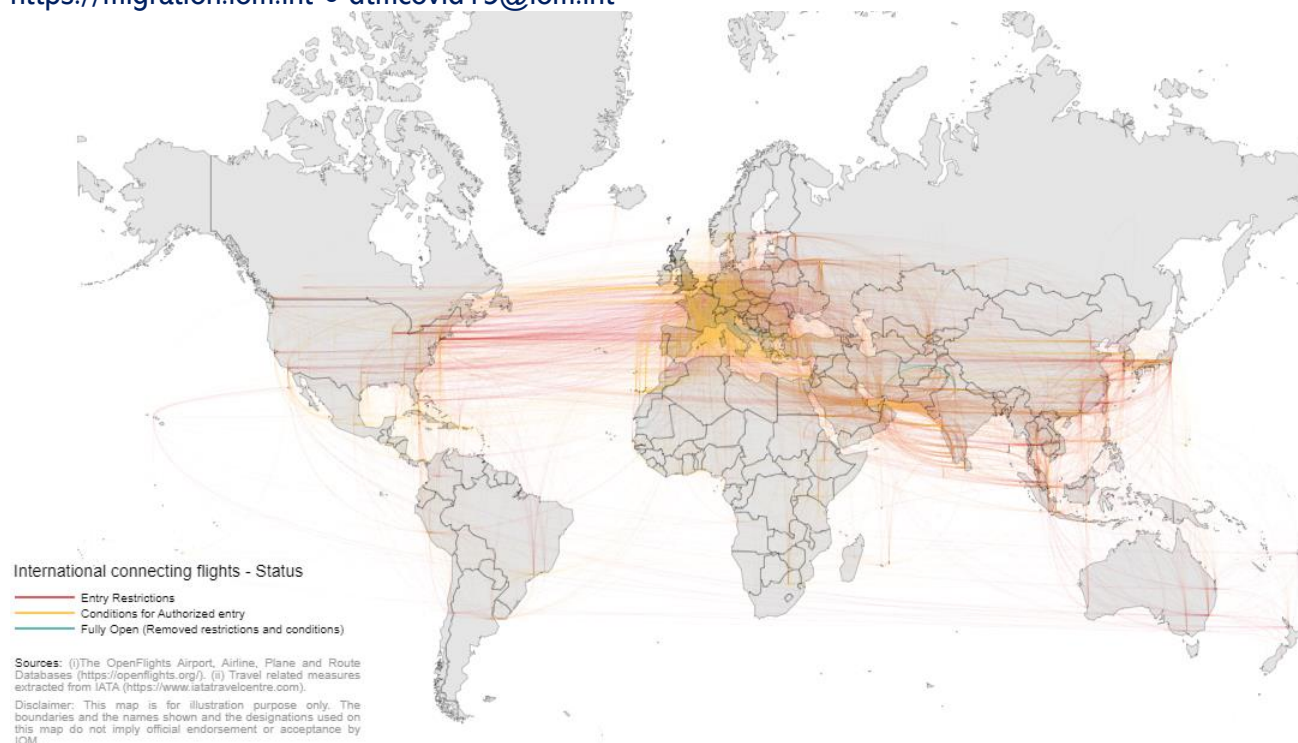 https://migration.iom.int • dtmcovid19@iom.int
International connecting flights - Status
Entry Restrictions
Conditions for Authorized entry
Fully Open (Removed restrictions and conditions)
Sources: (i)The OpenFlights Airport, Airline, Plane and Route
Databases (https://openflights.org/). (ii) Travel related measures
extracted from IATA (https://www.iatatravelcentre.com).
Disclaimer: This map is for illustration purpose only. The
boundaries and the names shown and the designations used on
this map do not imply official endorsement or acceptance by
IOM